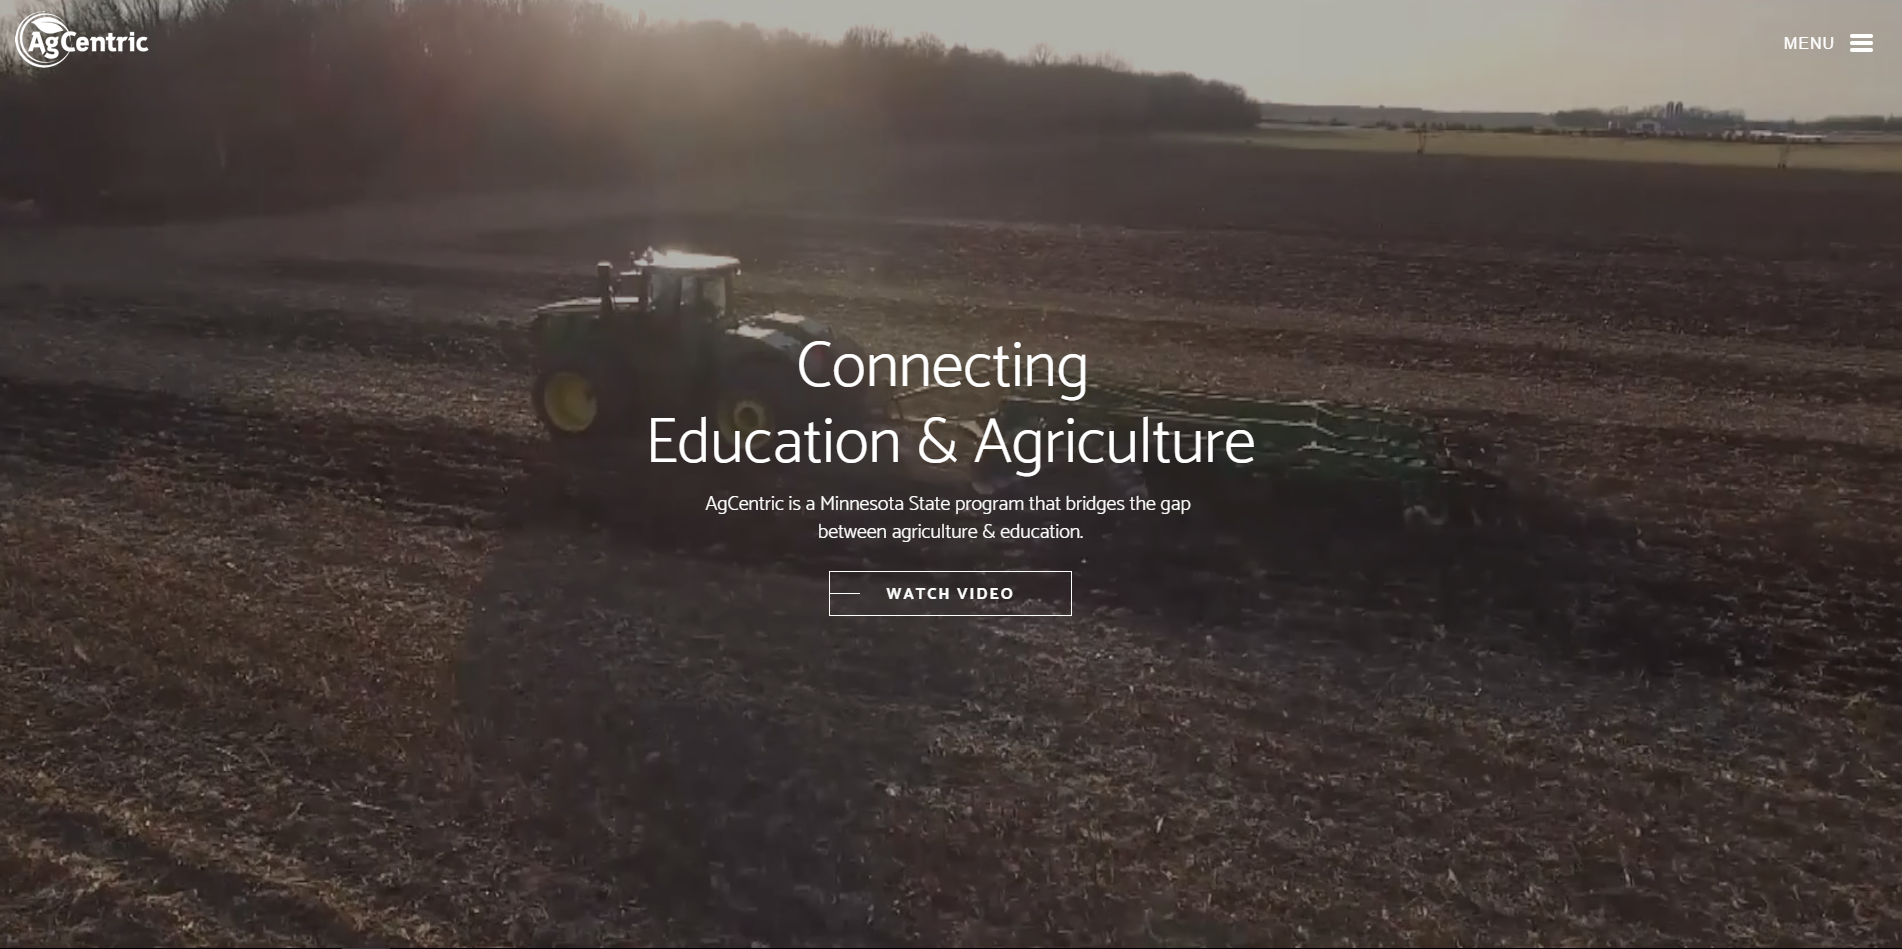 AgCentric
MENU
Connecting
Education & Agriculture
AgCentric is a Minnesota State program that bridges the gap
between agriculture & education.
WATCH VIDEO